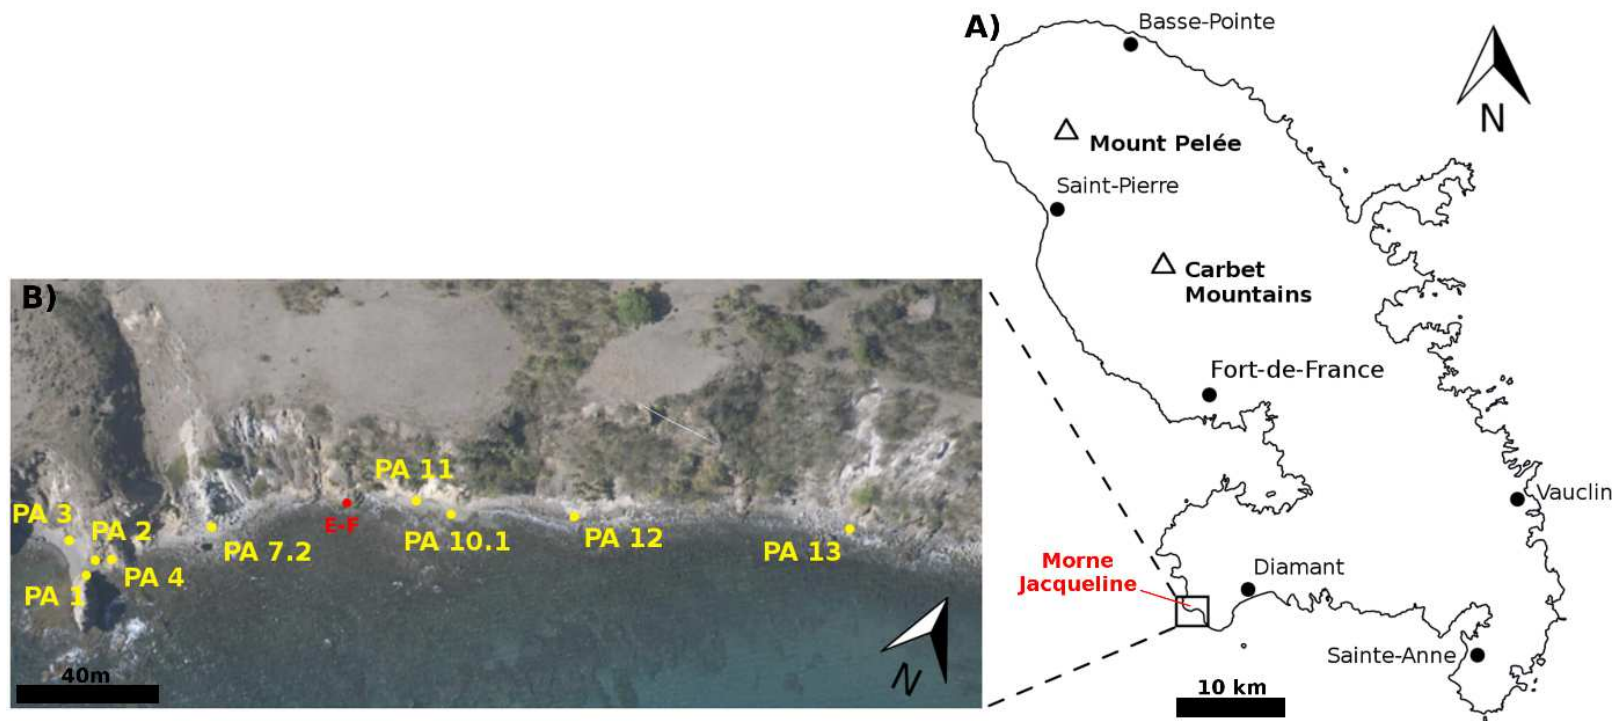 A)
Basse-Pointe
N
Mount Pelée
Saint-Pierre
Carbet
Mountains
Fort-de-France
Vauclin
Morne
Jacqueline
Diamant
Sainte-Anne
10 km
B)
PA 11
PA 3
PA 2
E-F
PA 7.2
PA 10.1
PA 12
PA 13
PA 4
PA 1
N
40m